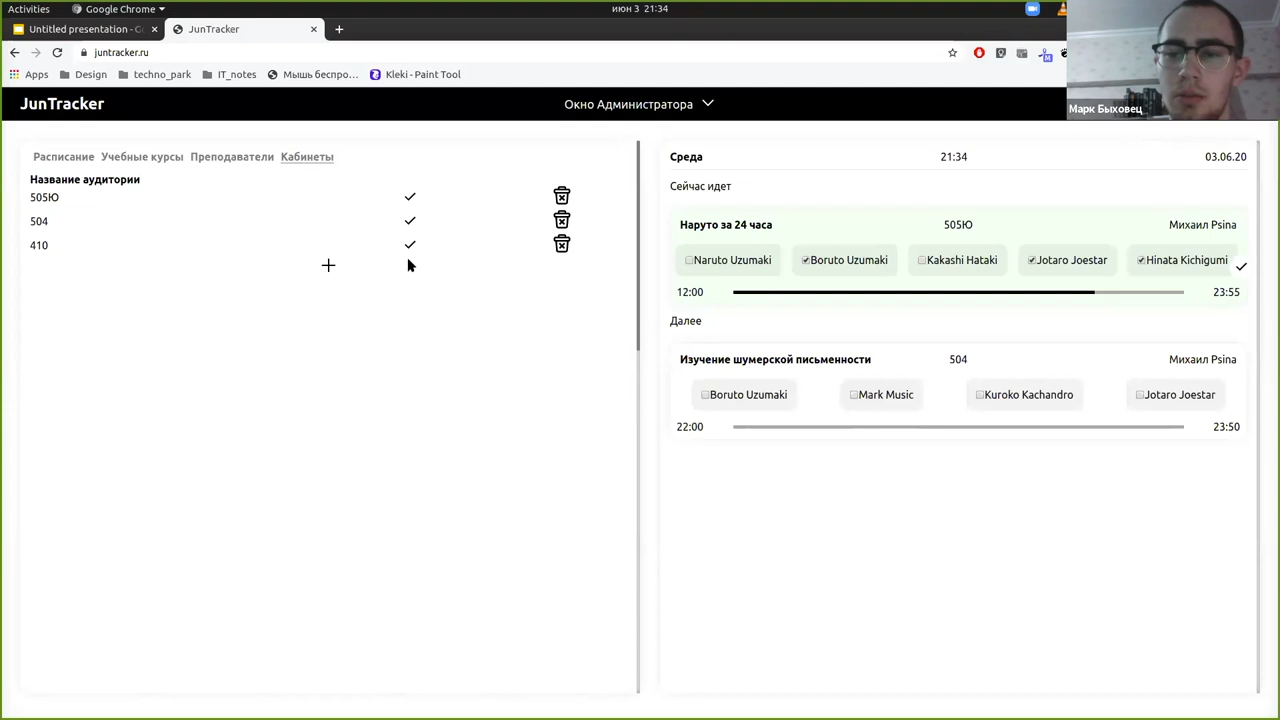 Activities Google Chrome июн 3 21:34
Untitled presentation - G JunTracker
juntracker.ru
Apps Design techno_park IT_notes Мышь беспро… Kleki - Paint Tool
JunTracker Окно Администратора
Марк Быховец
Расписание Учебные курсы Преподаватели Кабинеты
Название аудитории
505Ю
504
410
Среда 21:34 03.06.20
Сейчас идет
Наруто за 24 часа 505Ю Михаил Psina
Naruto Uzumaki Boruto Uzumaki Kakashi Hataki Jotaro Joestar Hinata Kichigumi
12:00 23:55
Далее
Изучение шумерской письменности 504 Михаил Psina
Boruto Uzumaki Mark Music Kuroko Kachandro Jotaro Joestar
22:00 23:50